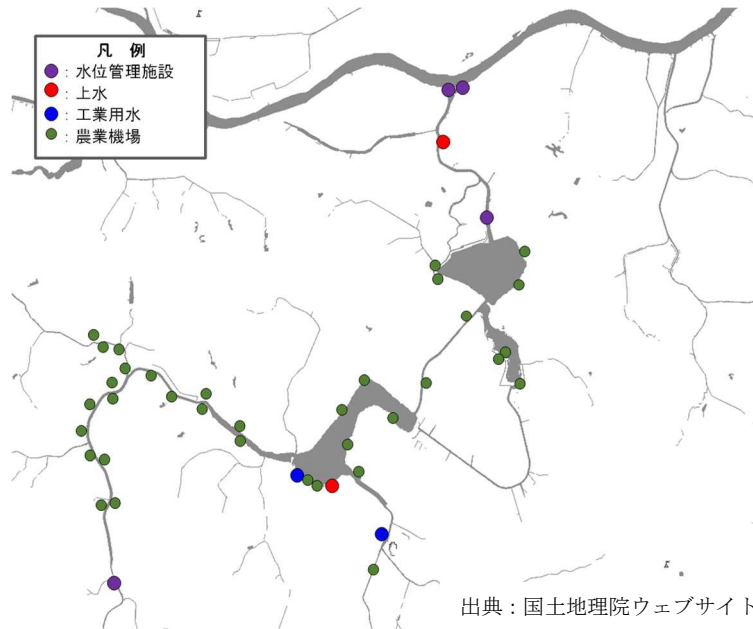 凡 例
：水位管理施設
：上水
：工業用水
：農業機場
出典：国土地理院ウェブサイト